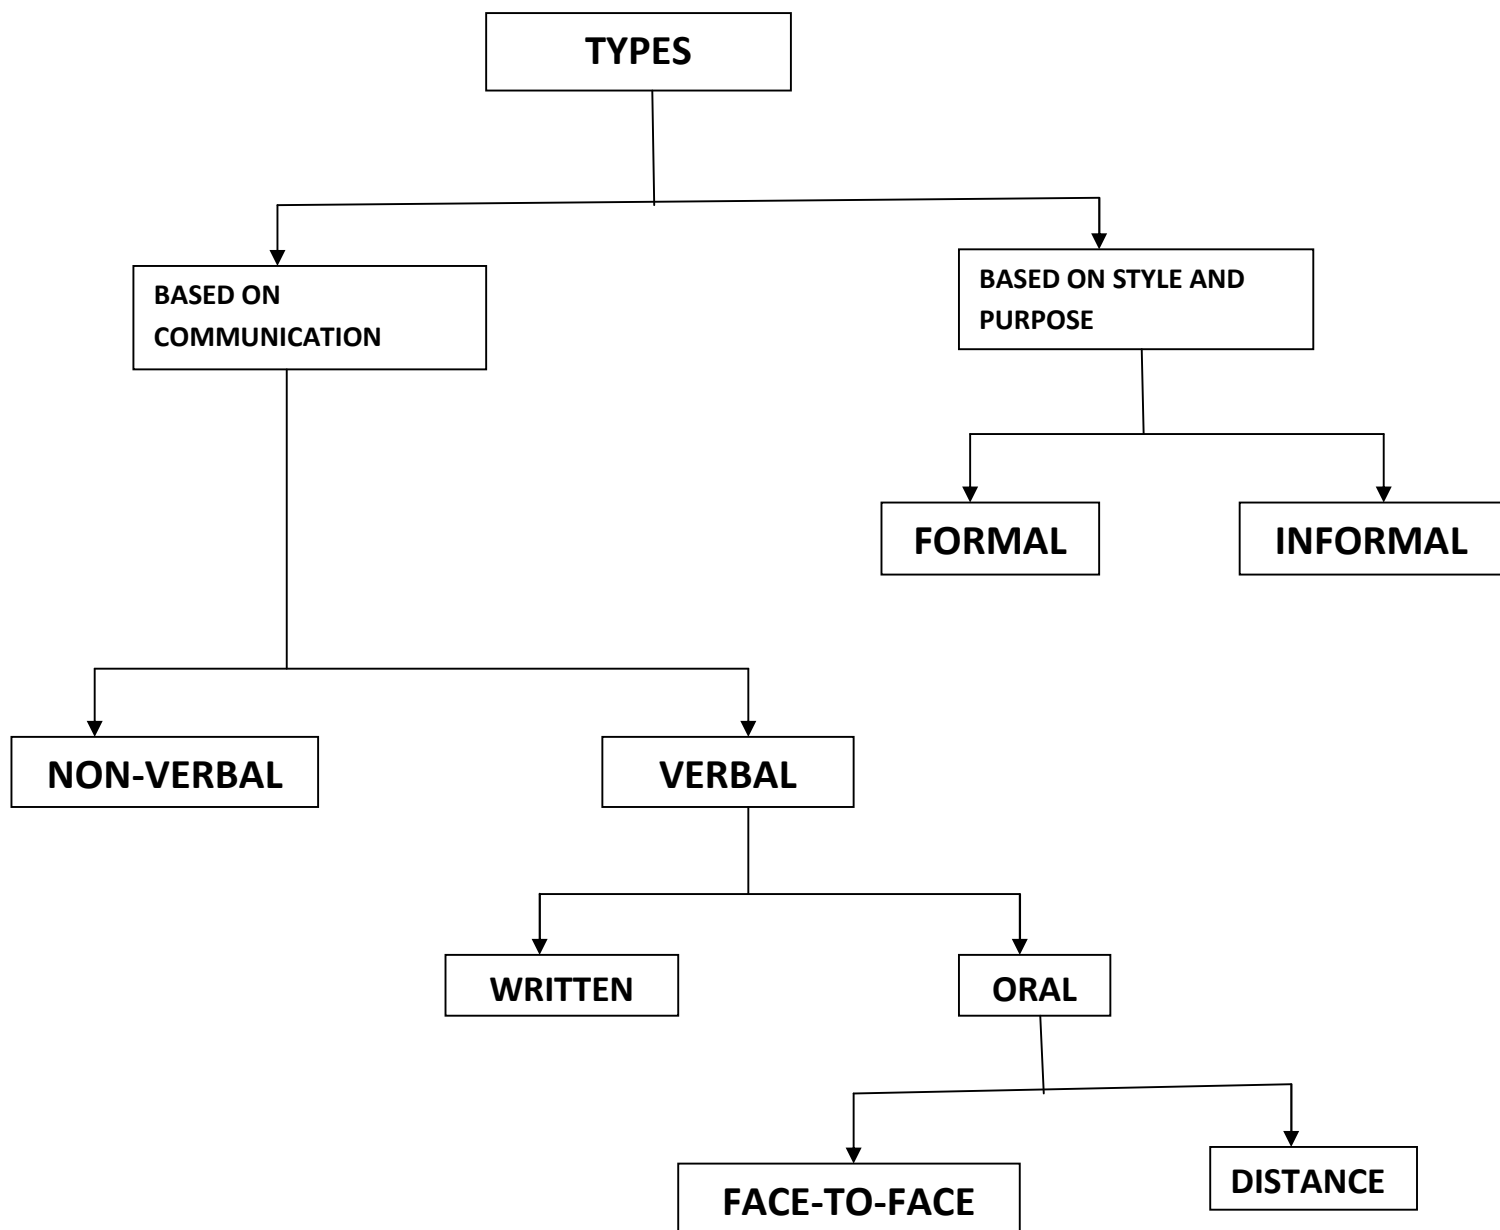 TYPES
BASED ON
COMMUNICATION
BASED ON STYLE AND
PURPOSE
FORMAL
INFORMAL
NON-VERBAL
VERBAL
WRITTEN
ORAL
FACE-TO-FACE
DISTANCE